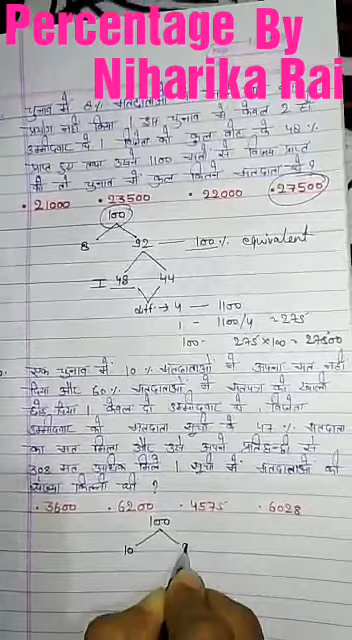 Percentage By
Niharika Rai
चुनाव में 8% मतदाताओं ने
प्रयोग नहीं किया । इस चुनाव में केवल 2 ही
उम्मीदवार थे । विजेता को कुल वोट के 48%
प्राप्त हुए तथा उसने 1100 मतों से विजय प्राप्त
की तो चुनाव में कुल कितने मतदाता थे ?
• 21000 • 23500 • 22000 • 27500
100
8 92 — 100% equivalent
I 48 44
diff → 4 — 1100
1 — 1100/4 = 275
100 275 × 100 = 27500
एक चुनाव में 10% मतदाताओं ने अपना मत नहीं
दिया और 60% मतदाताओं ने मतपत्र को खाली
छोड़ दिया । केवल दो उम्मीदवार थे , विजेता
उम्मीदवार को मतदाता सूची के 47% मतदाता
का मत मिला और उसे अपने प्रतिद्वन्दी से
308 मत अधिक मिले । सूची में मतदाताओं की
संख्या कितनी थी ?
• 3600 • 6200 • 4575 • 6028
100
10